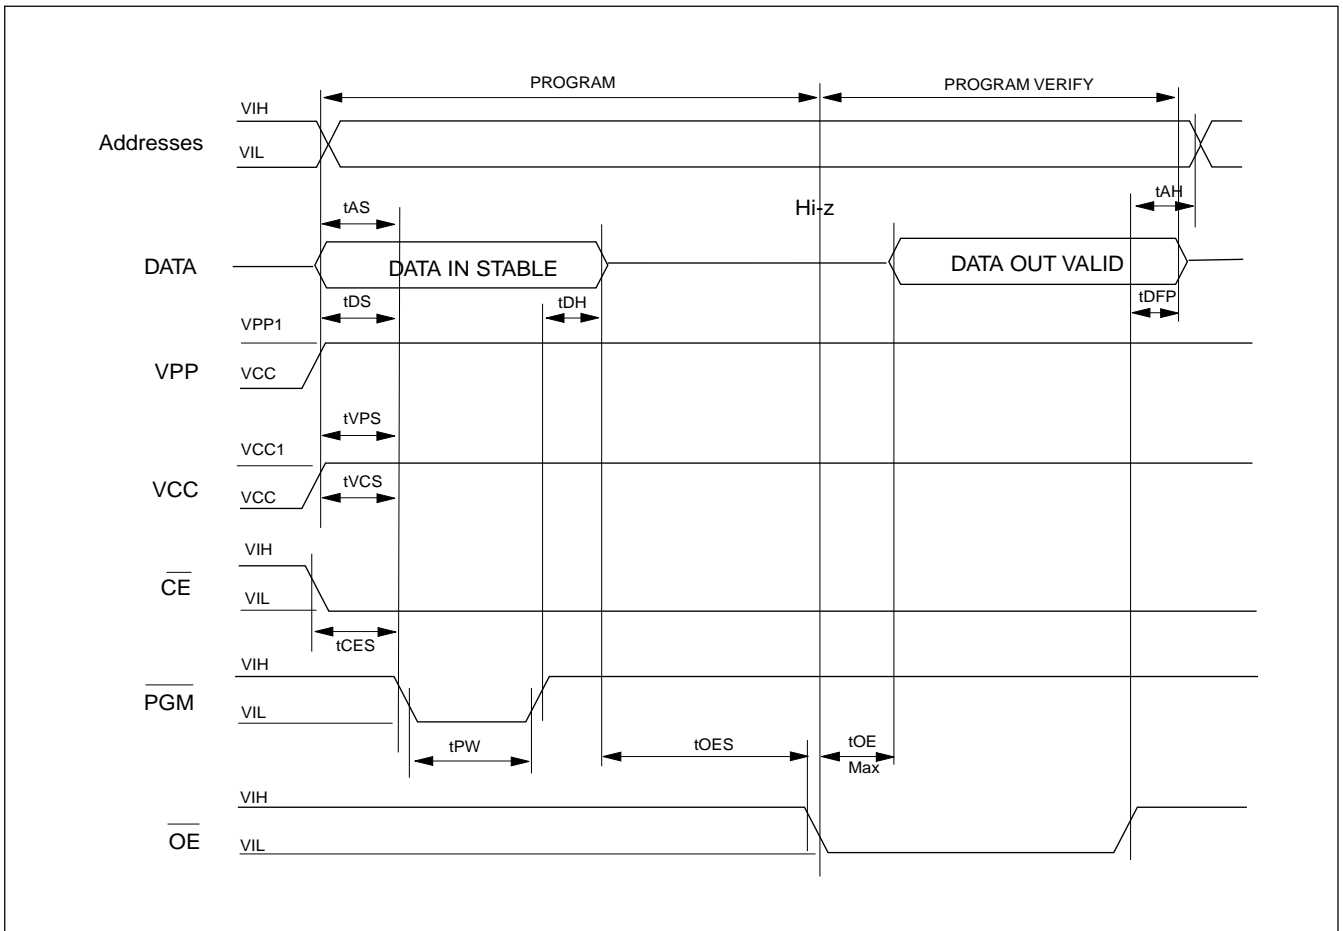 PROGRAM
PROGRAM VERIFY
VIH
Addresses
VIL
tAS
Hi-z
tAH
DATA
DATA IN STABLE
DATA OUT VALID
tDS
tDH
tDFP
VPP1
VPP
VCC
tVPS
VCC1
VCC
VCC
tVCS
VIH
CE
VIL
tCES
VIH
PGM
VIL
tPW
tOES
tOE
Max
VIH
OE
VIL